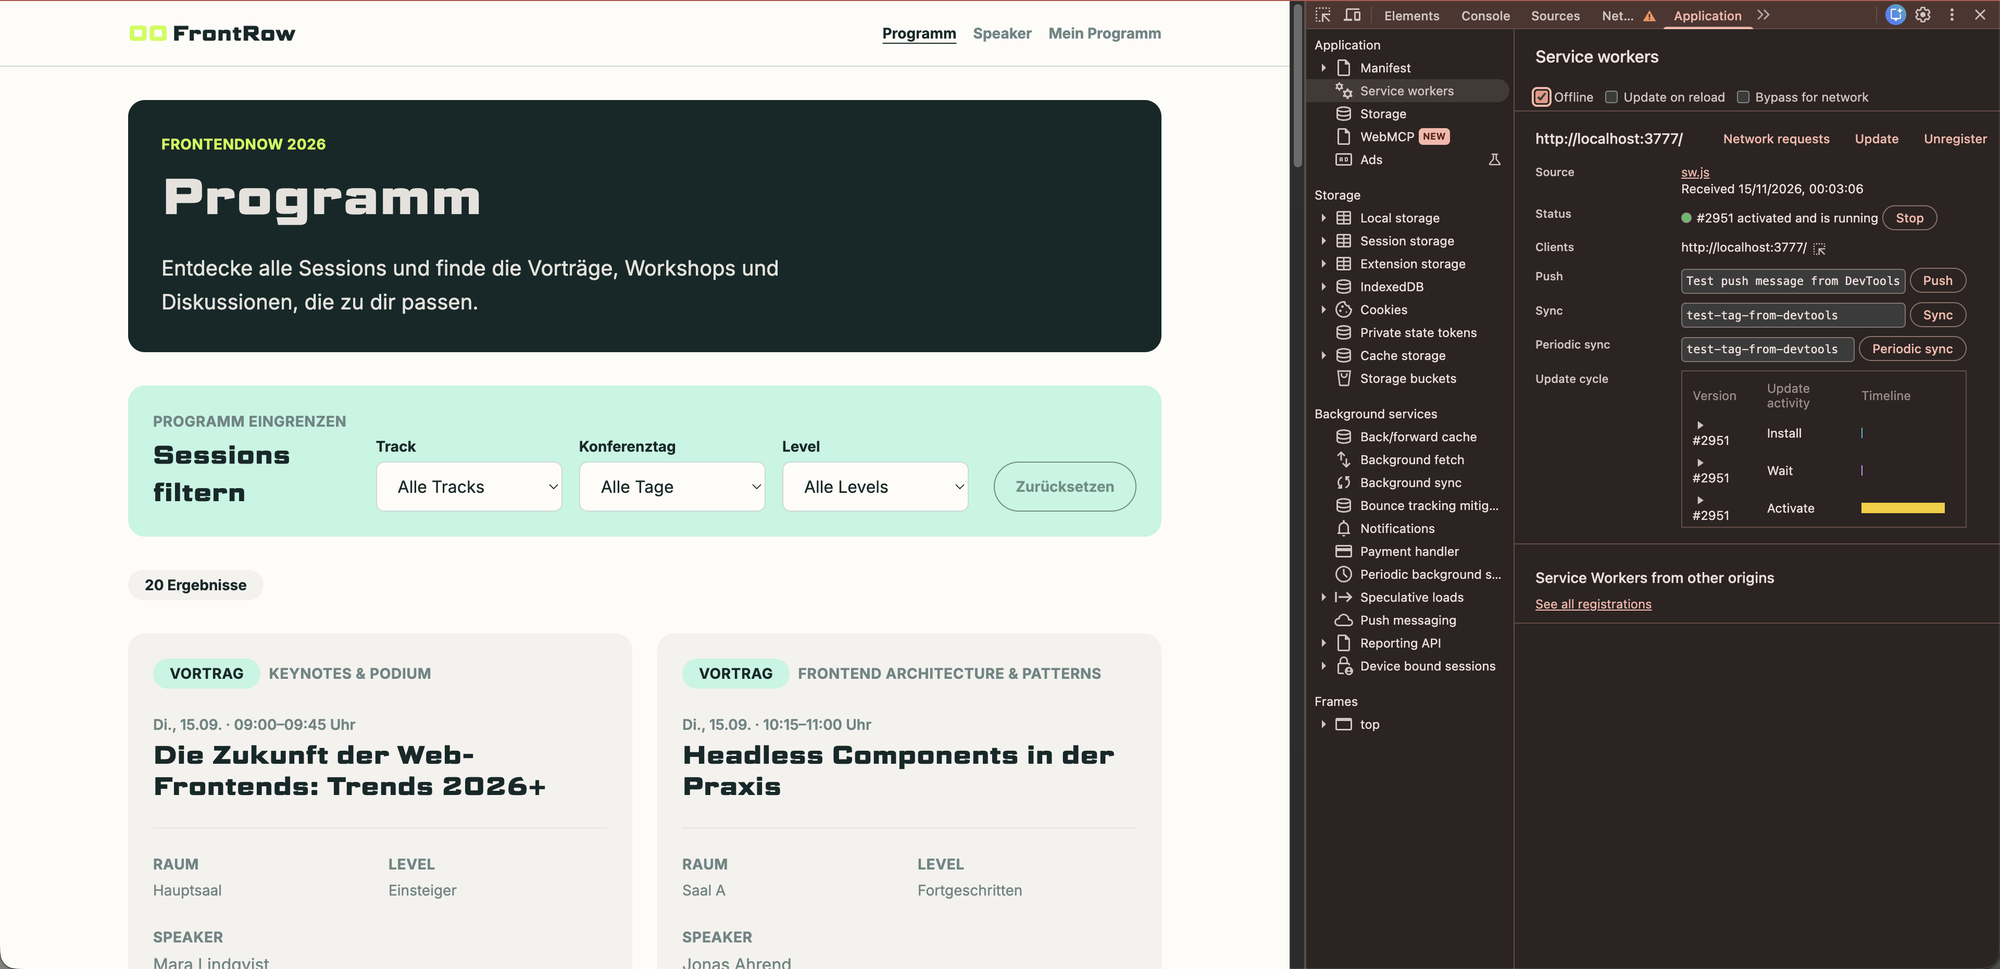 FrontRow
Programm
Speaker
Mein Programm
FRONTENDNOW 2026
Programm
Entdecke alle Sessions und finde die Vorträge, Workshops und
Diskussionen, die zu dir passen.
PROGRAMM EINGRENZEN
Sessions
filtern
Track
Alle Tracks
Konferenztag
Alle Tage
Level
Alle Levels
Zurücksetzen
20 Ergebnisse
VORTRAG KEYNOTES & PODIUM
Di., 15.09. · 09:00–09:45 Uhr
Die Zukunft der Web-
Frontends: Trends 2026+
RAUM
Hauptsaal
LEVEL
Einsteiger
SPEAKER
Mara Lindqvist
VORTRAG FRONTEND ARCHITECTURE & PATTERNS
Di., 15.09. · 10:15–11:00 Uhr
Headless Components in der
Praxis
RAUM
Saal A
LEVEL
Fortgeschritten
SPEAKER
Jonas Ahrend
Elements
Console
Sources
Net...
Application
Application
Manifest
Service workers
Storage
WebMCP NEW
Ads
Storage
Local storage
Session storage
Extension storage
IndexedDB
Cookies
Private state tokens
Cache storage
Storage buckets
Background services
Back/forward cache
Background fetch
Background sync
Bounce tracking mitig...
Notifications
Payment handler
Periodic background s...
Speculative loads
Push messaging
Reporting API
Device bound sessions
Frames
top
Service workers
Offline
Update on reload
Bypass for network
http://localhost:3777/
Network requests
Update
Unregister
Source
sw.js
Received 15/11/2026, 00:03:06
Status
#2951 activated and is running
Stop
Clients
http://localhost:3777/
Push
Test push message from DevTools
Push
Sync
test-tag-from-devtools
Sync
Periodic sync
test-tag-from-devtools
Periodic sync
Update cycle
Version
Update
activity
Timeline
#2951
Install
#2951
Wait
#2951
Activate
Service Workers from other origins
See all registrations